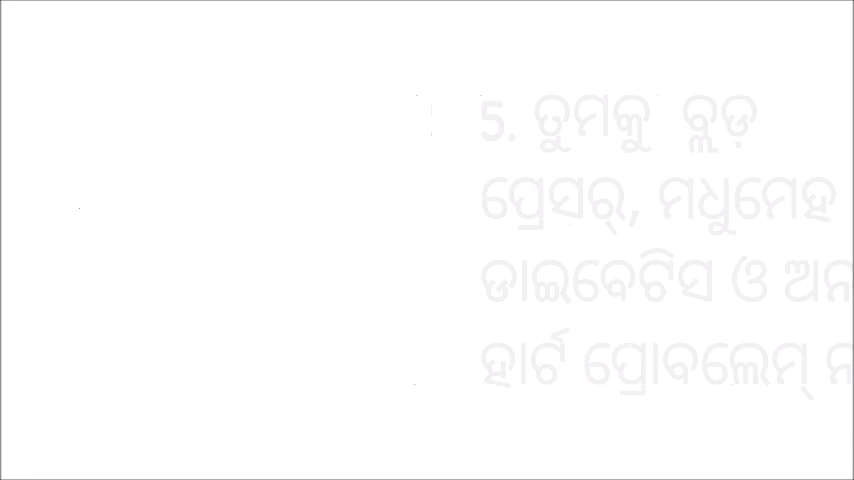 5. ତୁମକୁ ବ୍ଲଡ଼
ପ୍ରେସର୍, ମଧୁମେହ
ଡାଇବେଟିସ ଓ
ହାର୍ଟ ପ୍ରୋବଲେମ୍